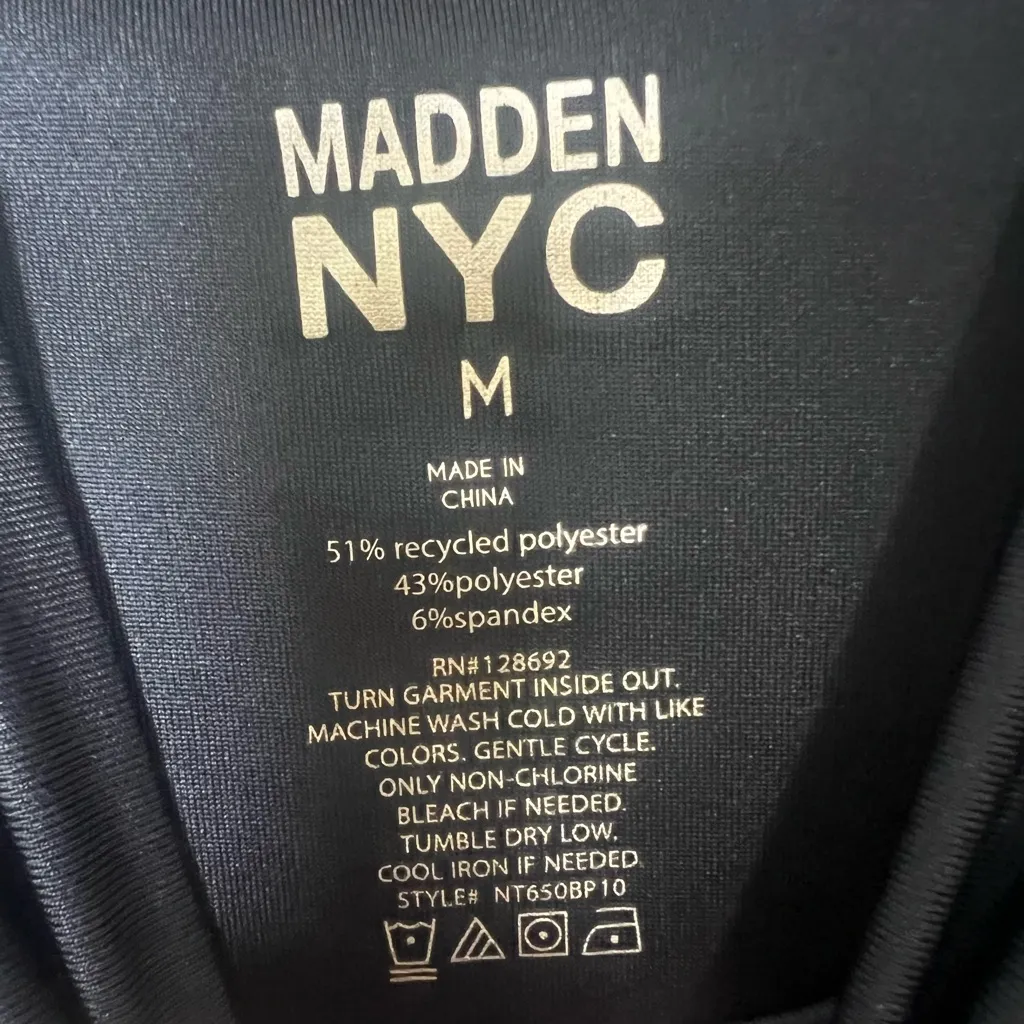 MADDEN
NYC
M
MADE IN
CHINA
51% recycled polyester
43%polyester
6%spandex
RN#128692
TURN GARMENT INSIDE OUT.
MACHINE WASH COLD WITH LIKE
COLORS. GENTLE CYCLE.
ONLY NON-CHLORINE
BLEACH IF NEEDED.
TUMBLE DRY LOW.
COOL IRON IF NEEDED.
STYLE# NT650BP10